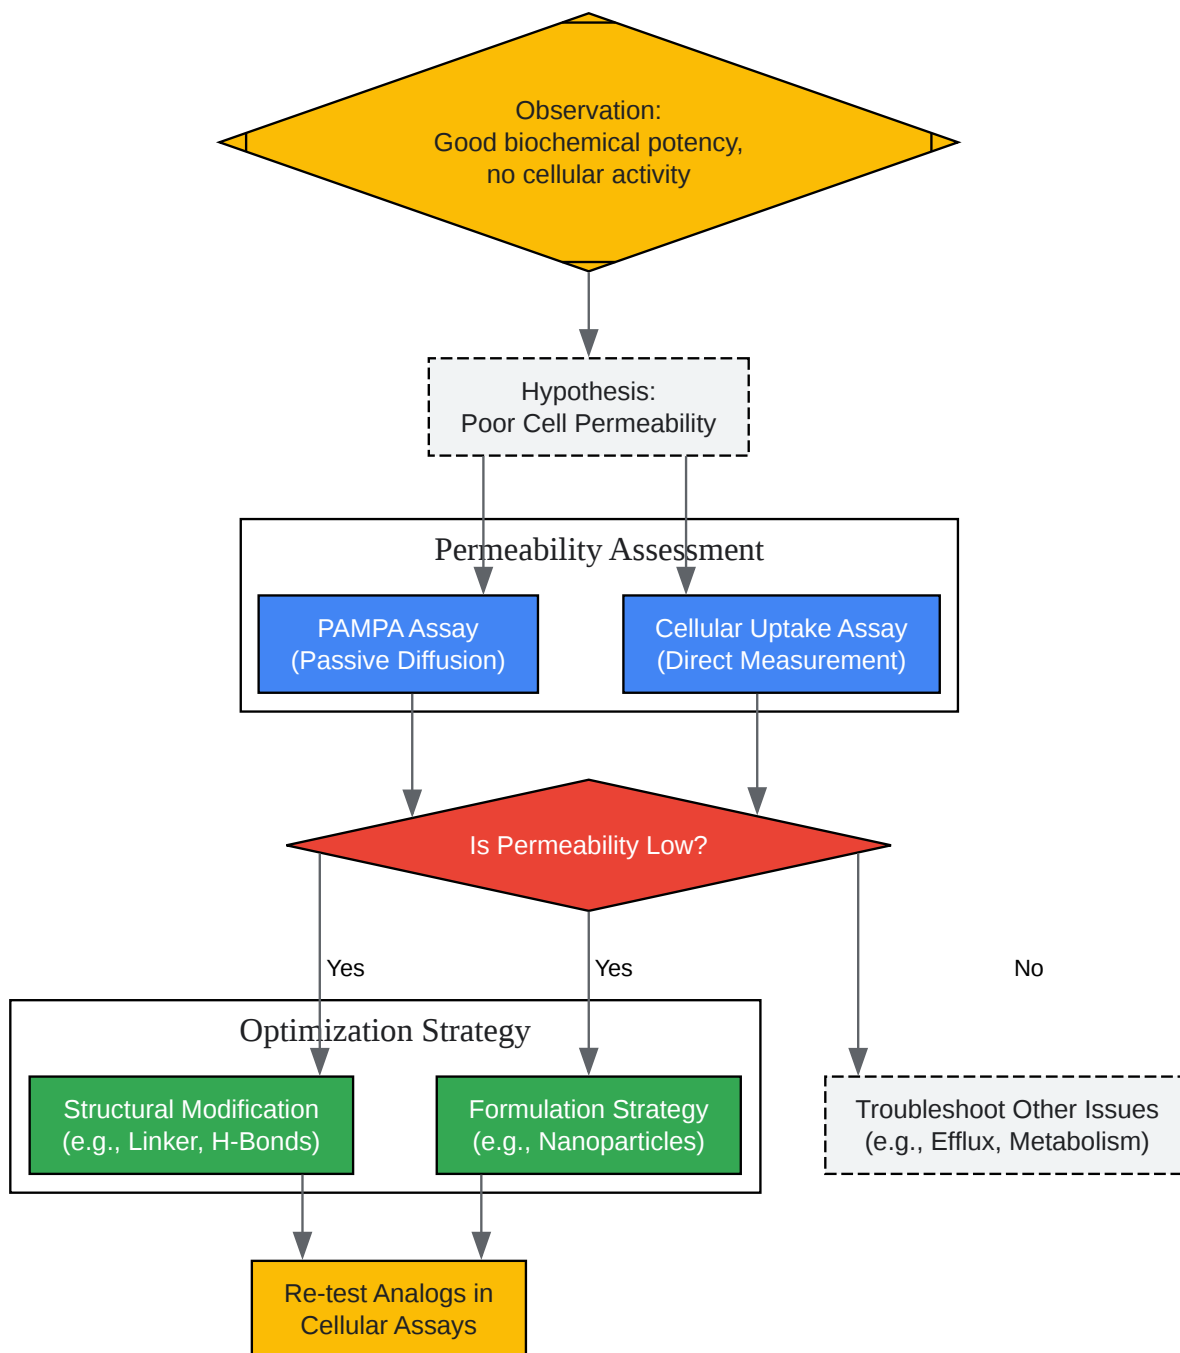 Observation:
Good biochemical potency,
no cellular activity
Hypothesis:
Poor Cell Permeability
Permeability Assessment
PAMPA Assay
(Passive Diffusion)
Cellular Uptake Assay
(Direct Measurement)
Is Permeability Low?
Yes
Yes
No
Optimization Strategy
Structural Modification
(e.g., Linker, H-Bonds)
Formulation Strategy
(e.g., Nanoparticles)
Troubleshoot Other Issues
(e.g., Efflux, Metabolism)
Re-test Analogs in
Cellular Assays